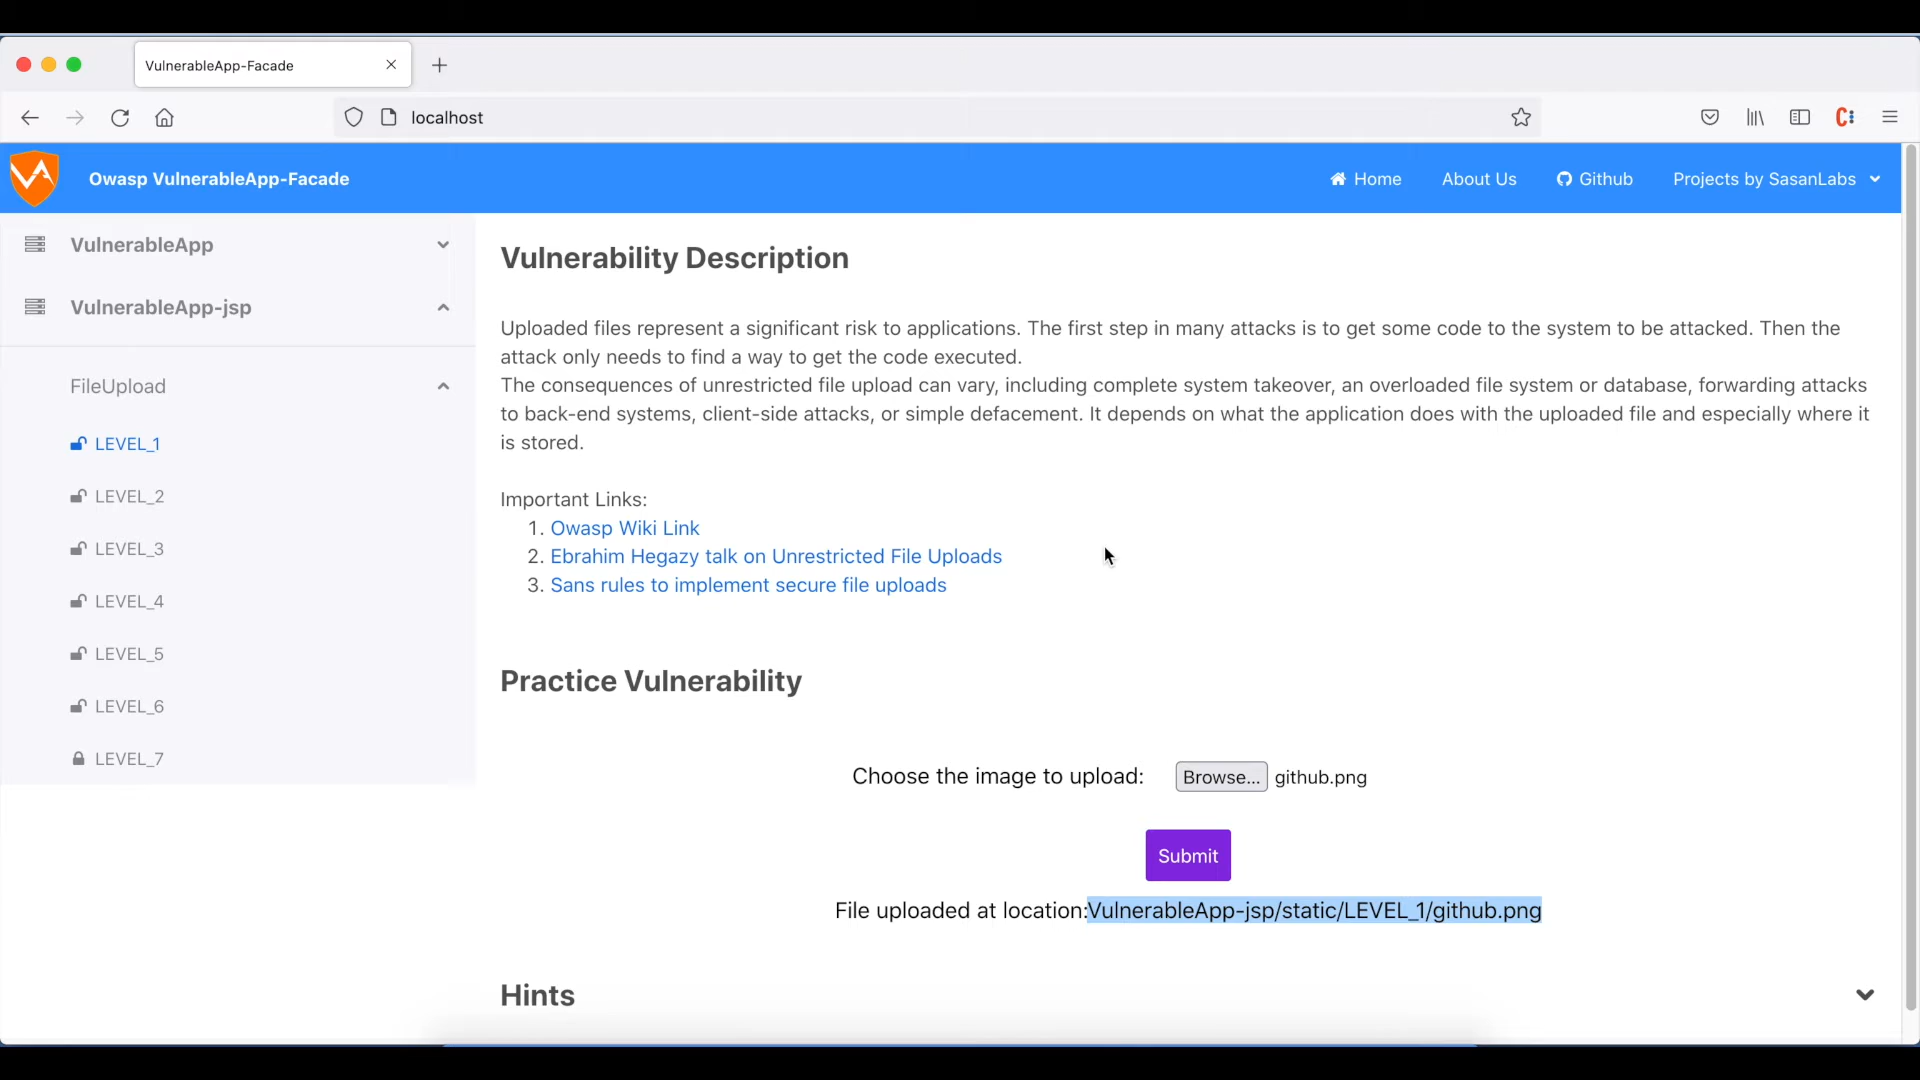 VulnerableApp-Facade
localhost
Owasp VulnerableApp-Facade
Home
About Us
Github
Projects by SasanLabs
VulnerableApp
VulnerableApp-jsp
FileUpload
LEVEL_1
LEVEL_2
LEVEL_3
LEVEL_4
LEVEL_5
LEVEL_6
LEVEL_7
Vulnerability Description
Uploaded files represent a significant risk to applications. The first step in many attacks is to get some code to the system to be attacked. Then the
attack only needs to find a way to get the code executed.
The consequences of unrestricted file upload can vary, including complete system takeover, an overloaded file system or database, forwarding attacks
to back-end systems, client-side attacks, or simple defacement. It depends on what the application does with the uploaded file and especially where it
is stored.
Important Links:
1. Owasp Wiki Link
2. Ebrahim Hegazy talk on Unrestricted File Uploads
3. Sans rules to implement secure file uploads
Practice Vulnerability
Choose the image to upload: Browse... github.png
Submit
File uploaded at location:VulnerableApp-jsp/static/LEVEL_1/github.png
Hints